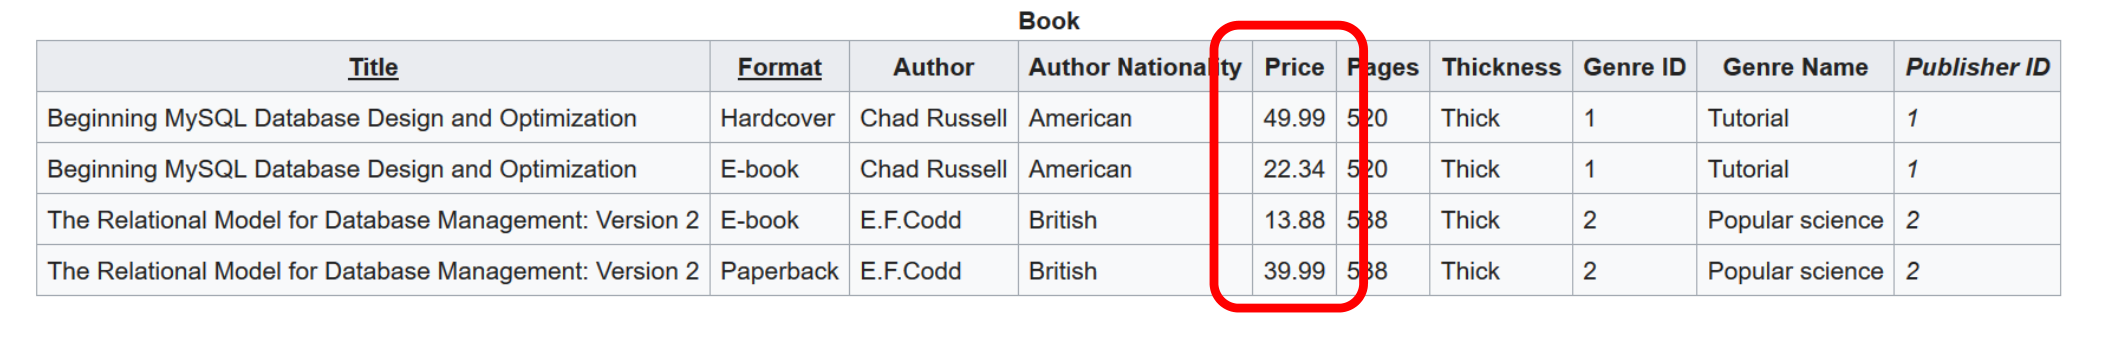 Book
Title Format Author Author Nationality Price Pages Thickness Genre ID Genre Name Publisher ID
Beginning MySQL Database Design and Optimization Hardcover Chad Russell American 49.99 520 Thick 1 Tutorial 1
Beginning MySQL Database Design and Optimization E-book Chad Russell American 22.34 520 Thick 1 Tutorial 1
The Relational Model for Database Management: Version 2 E-book E.F.Codd British 13.88 538 Thick 2 Popular science 2
The Relational Model for Database Management: Version 2 Paperback E.F.Codd British 39.99 538 Thick 2 Popular science 2